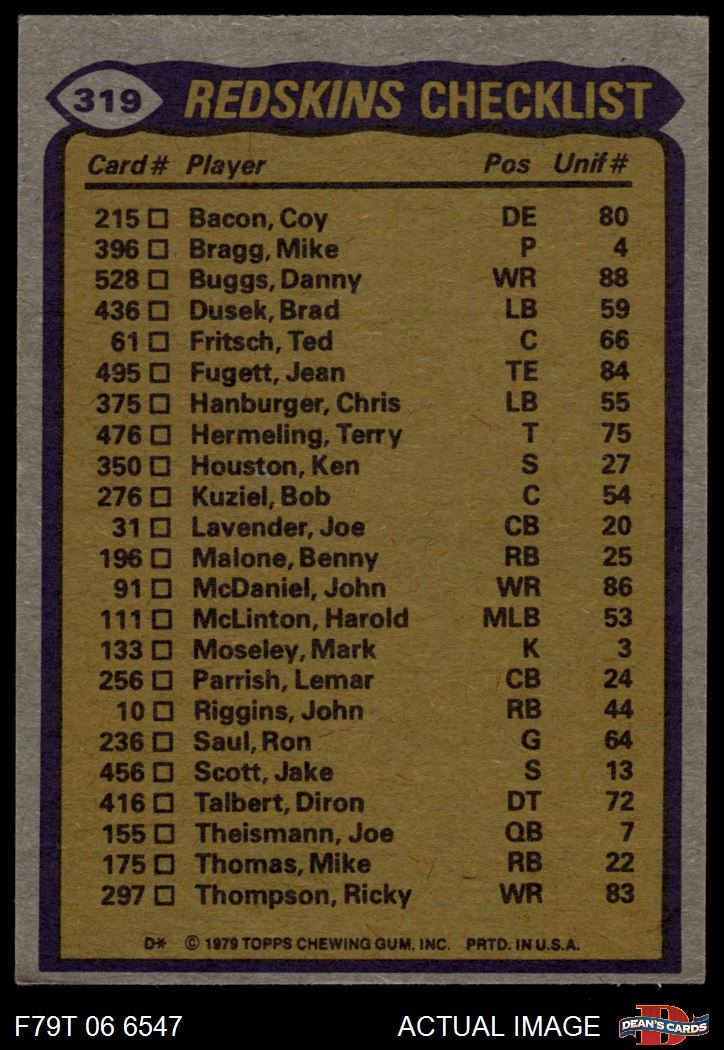 319 REDSKINS CHECKLIST
Card # Player Pos Unif #
215 □ Bacon, Coy DE 80
396 □ Bragg, Mike P 4
528 □ Buggs, Danny WR 88
436 □ Dusek, Brad LB 59
61 □ Fritsch, Ted C 66
495 □ Fugett, Jean TE 84
375 □ Hanburger, Chris LB 55
476 □ Hermeling, Terry T 75
350 □ Houston, Ken S 27
276 □ Kuziel, Bob C 54
31 □ Lavender, Joe CB 20
196 □ Malone, Benny RB 25
91 □ McDaniel, John WR 86
111 □ McLinton, Harold MLB 53
133 □ Moseley, Mark K 3
256 □ Parrish, Lemar CB 24
10 □ Riggins, John RB 44
236 □ Saul, Ron G 64
456 □ Scott, Jake S 13
416 □ Talbert, Diron DT 72
155 □ Theismann, Joe QB 7
175 □ Thomas, Mike RB 22
297 □ Thompson, Ricky WR 83
D* © 1979 TOPPS CHEWING GUM, INC. PRTD. IN U.S.A.
F79T 06 6547 ACTUAL IMAGE D DEAN'S CARDS